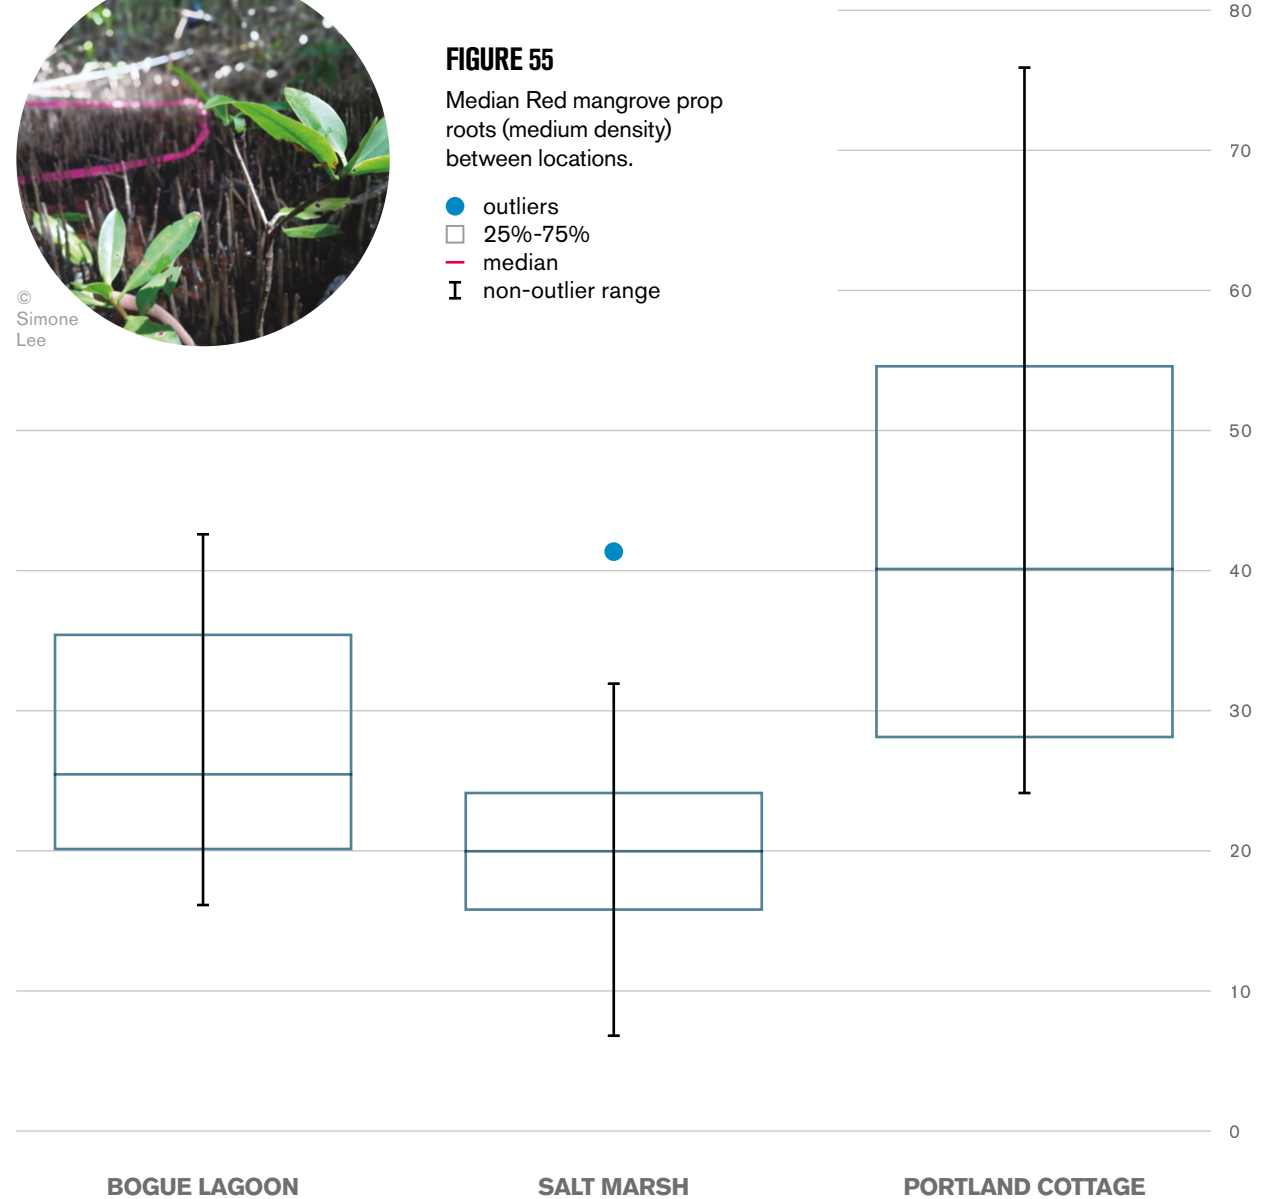 FIGURE 55
Median Red mangrove prop
roots (medium density)
between locations.
outliers
25%-75%
median
non-outlier range
©
Simone
Lee
80
70
60
50
40
30
20
10
0
BOGUE LAGOON
SALT MARSH
PORTLAND COTTAGE